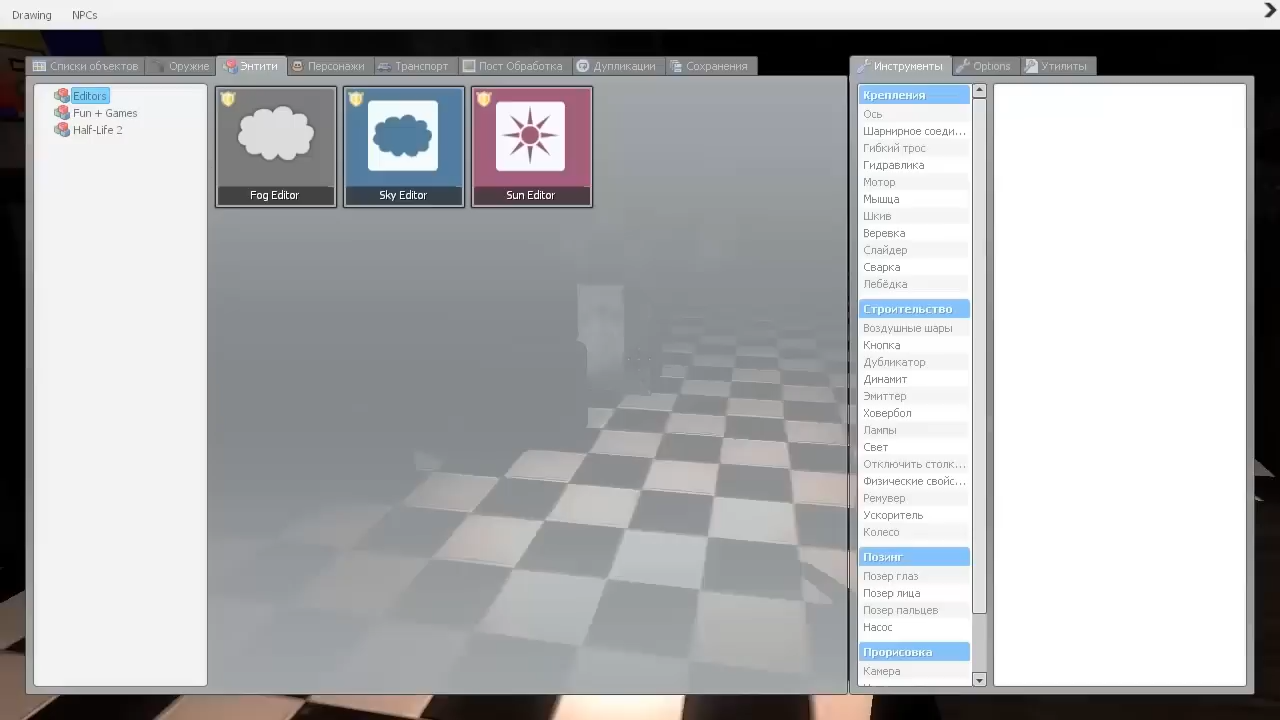 Drawing NPCs
Списки объектов Оружие Энтити Персонажи Транспорт Пост Обработка Дупликации Сохранения
Editors
Fun + Games
Half-Life 2
Fog Editor Sky Editor Sun Editor
Инструменты Options Утилиты
Крепления
Ось
Шарнирное соеди...
Гибкий трос
Гидравлика
Мотор
Мышца
Шкив
Веревка
Слайдер
Сварка
Лебёдка
Строительство
Воздушные шары
Кнопка
Дубликатор
Динамит
Эмиттер
Ховербол
Лампы
Свет
Отключить столк...
Физические свойс...
Ремувер
Ускоритель
Колесо
Позинг
Позер глаз
Позер лица
Позер пальцев
Насос
Прорисовка
Камера